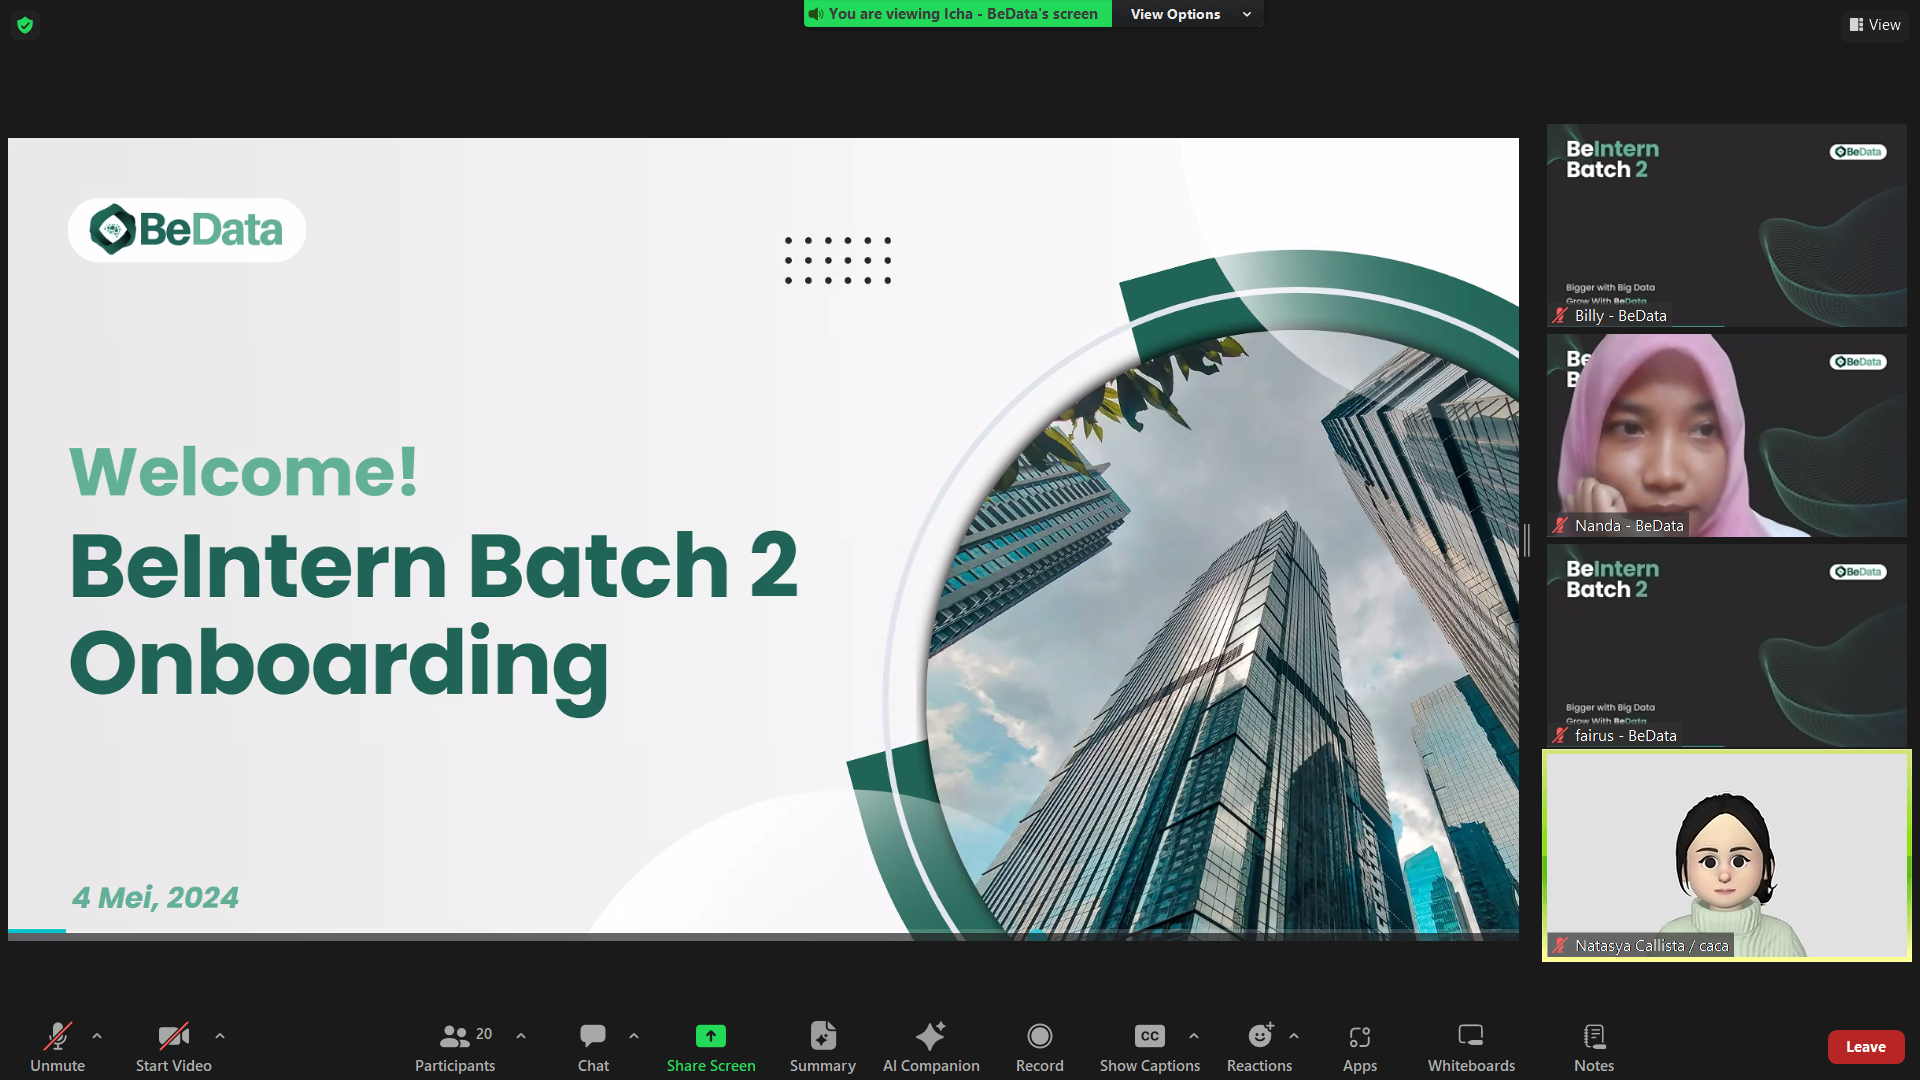 You are viewing Icha - BeData's screen
View Options
View
BeData
Welcome!
BeIntern Batch 2
Onboarding
4 Mei, 2024
BeIntern
Batch 2
BeData
Bigger with Big Data
Grow With BeData
Billy - BeData
Be
B
BeData
Nanda - BeData
BeIntern
Batch 2
BeData
Bigger with Big Data
Grow With BeData
fairus - BeData
Natasya Callista / caca
Unmute
Start Video
Participants
20
Chat
Share Screen
Summary
AI Companion
Record
CC
Show Captions
Reactions
Apps
Whiteboards
Notes
Leave